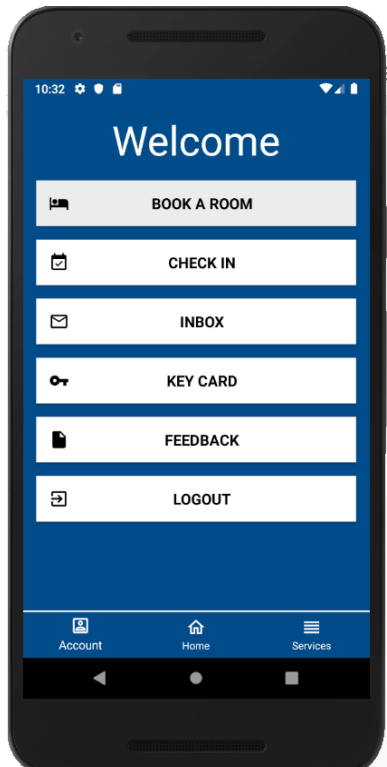 10:32
Welcome
BOOK A ROOM
CHECK IN
INBOX
KEY CARD
FEEDBACK
LOGOUT
Account Home Services